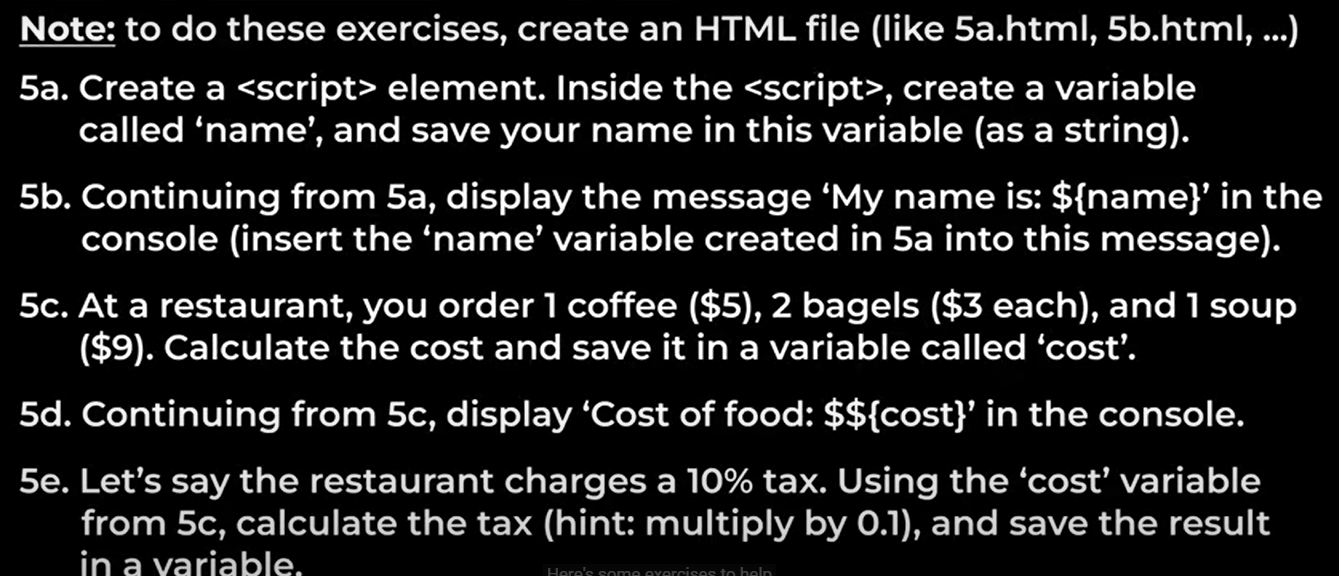 Note: to do these exercises, create an HTML file (like 5a.html, 5b.html, ...)
5a. Create a <script> element. Inside the <script>, create a variable
called ‘name’, and save your name in this variable (as a string).
5b. Continuing from 5a, display the message ‘My name is: ${name}’ in the
console (insert the ‘name’ variable created in 5a into this message).
5c. At a restaurant, you order 1 coffee ($5), 2 bagels ($3 each), and 1 soup
($9). Calculate the cost and save it in a variable called ‘cost’.
5d. Continuing from 5c, display ‘Cost of food: $${cost}’ in the console.
5e. Let’s say the restaurant charges a 10% tax. Using the ‘cost’ variable
from 5c, calculate the tax (hint: multiply by 0.1), and save the result
in a variable.
Here's some exercises to help